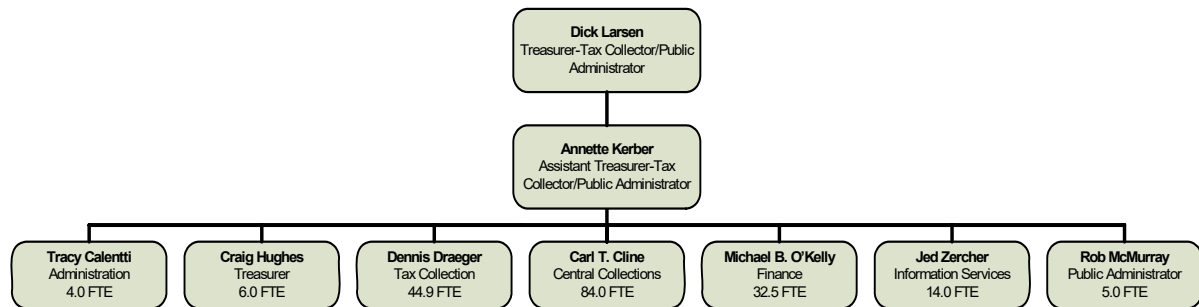 Dick Larsen
Treasurer-Tax Collector/Public
Administrator
Annette Kerber
Assistant Treasurer-Tax
Collector/Public Administrator
Tracy Calentti
Administration
4.0 FTE
Craig Hughes
Treasurer
6.0 FTE
Dennis Draeger
Tax Collection
44.9 FTE
Carl T. Cline
Central Collections
84.0 FTE
Michael B. O'Kelly
Finance
32.5 FTE
Jed Zercher
Information Services
14.0 FTE
Rob McMurray
Public Administrator
5.0 FTE